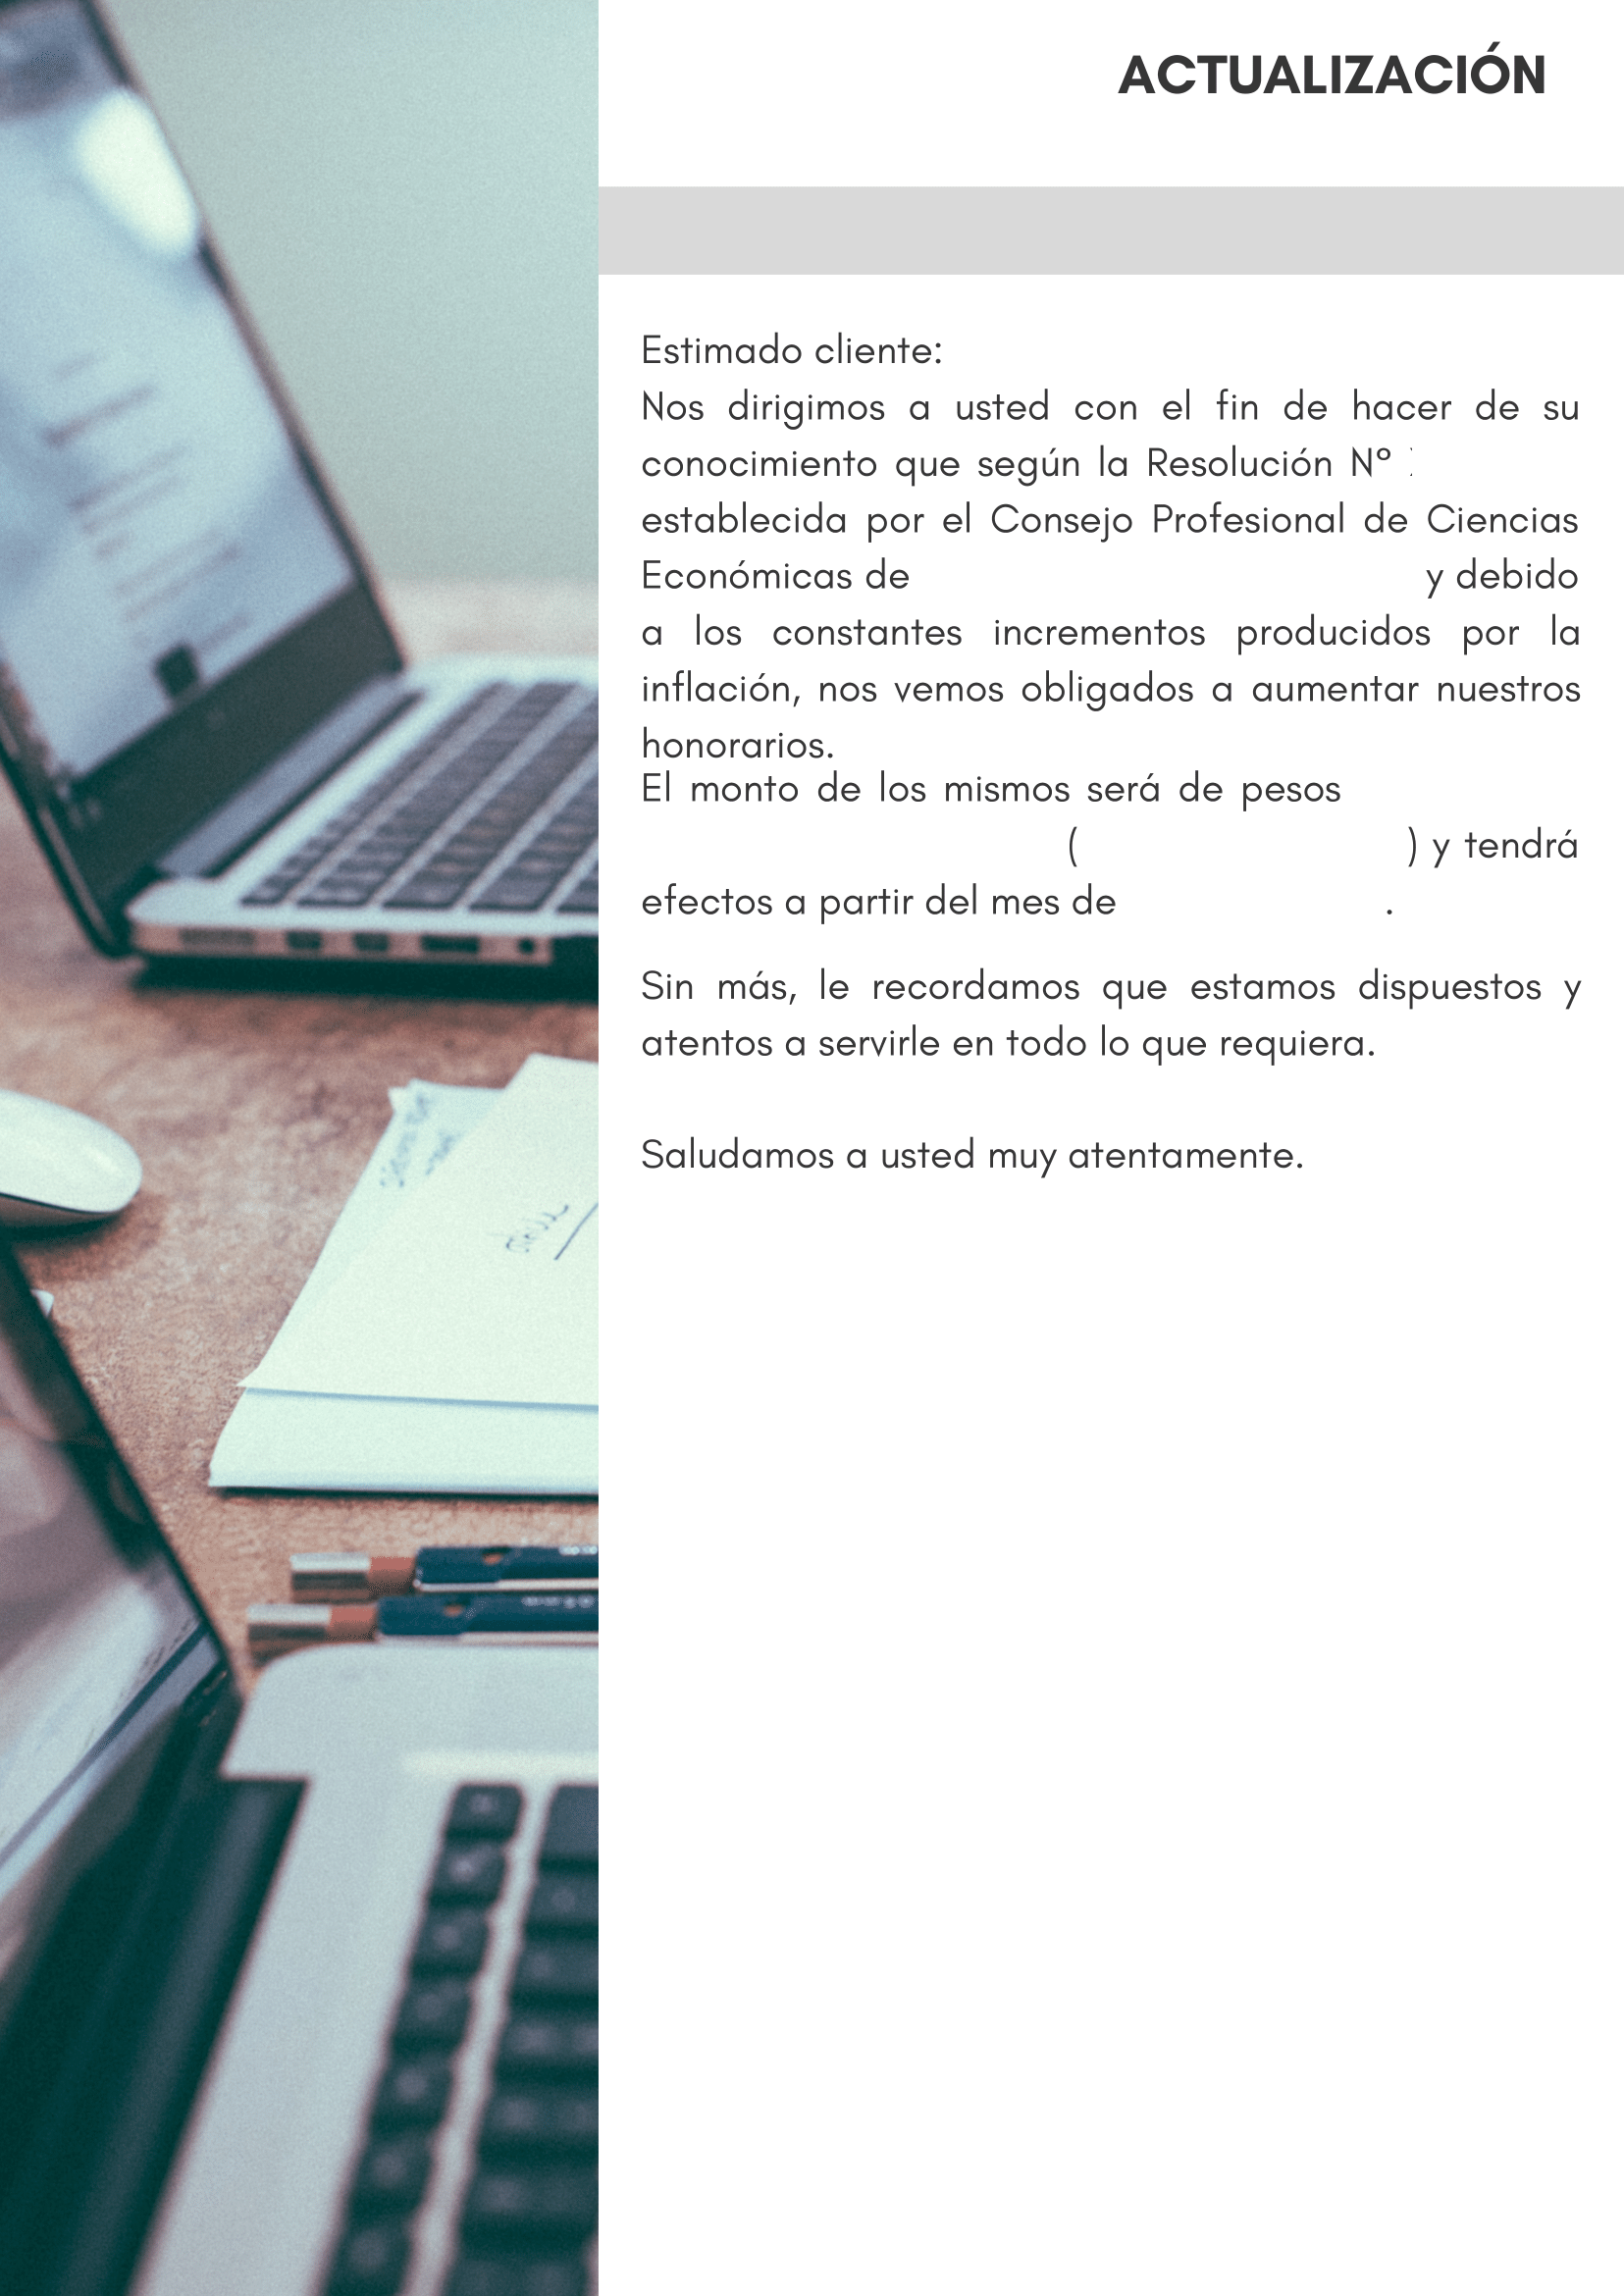 ACTUALIZACIÓN
Estimado cliente:
Nos dirigimos a usted con el fin de hacer de su
conocimiento que según la Resolución N°
establecida por el Consejo Profesional de Ciencias
Económicas de y debido
a los constantes incrementos producidos por la
inflación, nos vemos obligados a aumentar nuestros
honorarios.
El monto de los mismos será de pesos
( ) y tendrá
efectos a partir del mes de .
Sin más, le recordamos que estamos dispuestos y
atentos a servirle en todo lo que requiera.
Saludamos a usted muy atentamente.